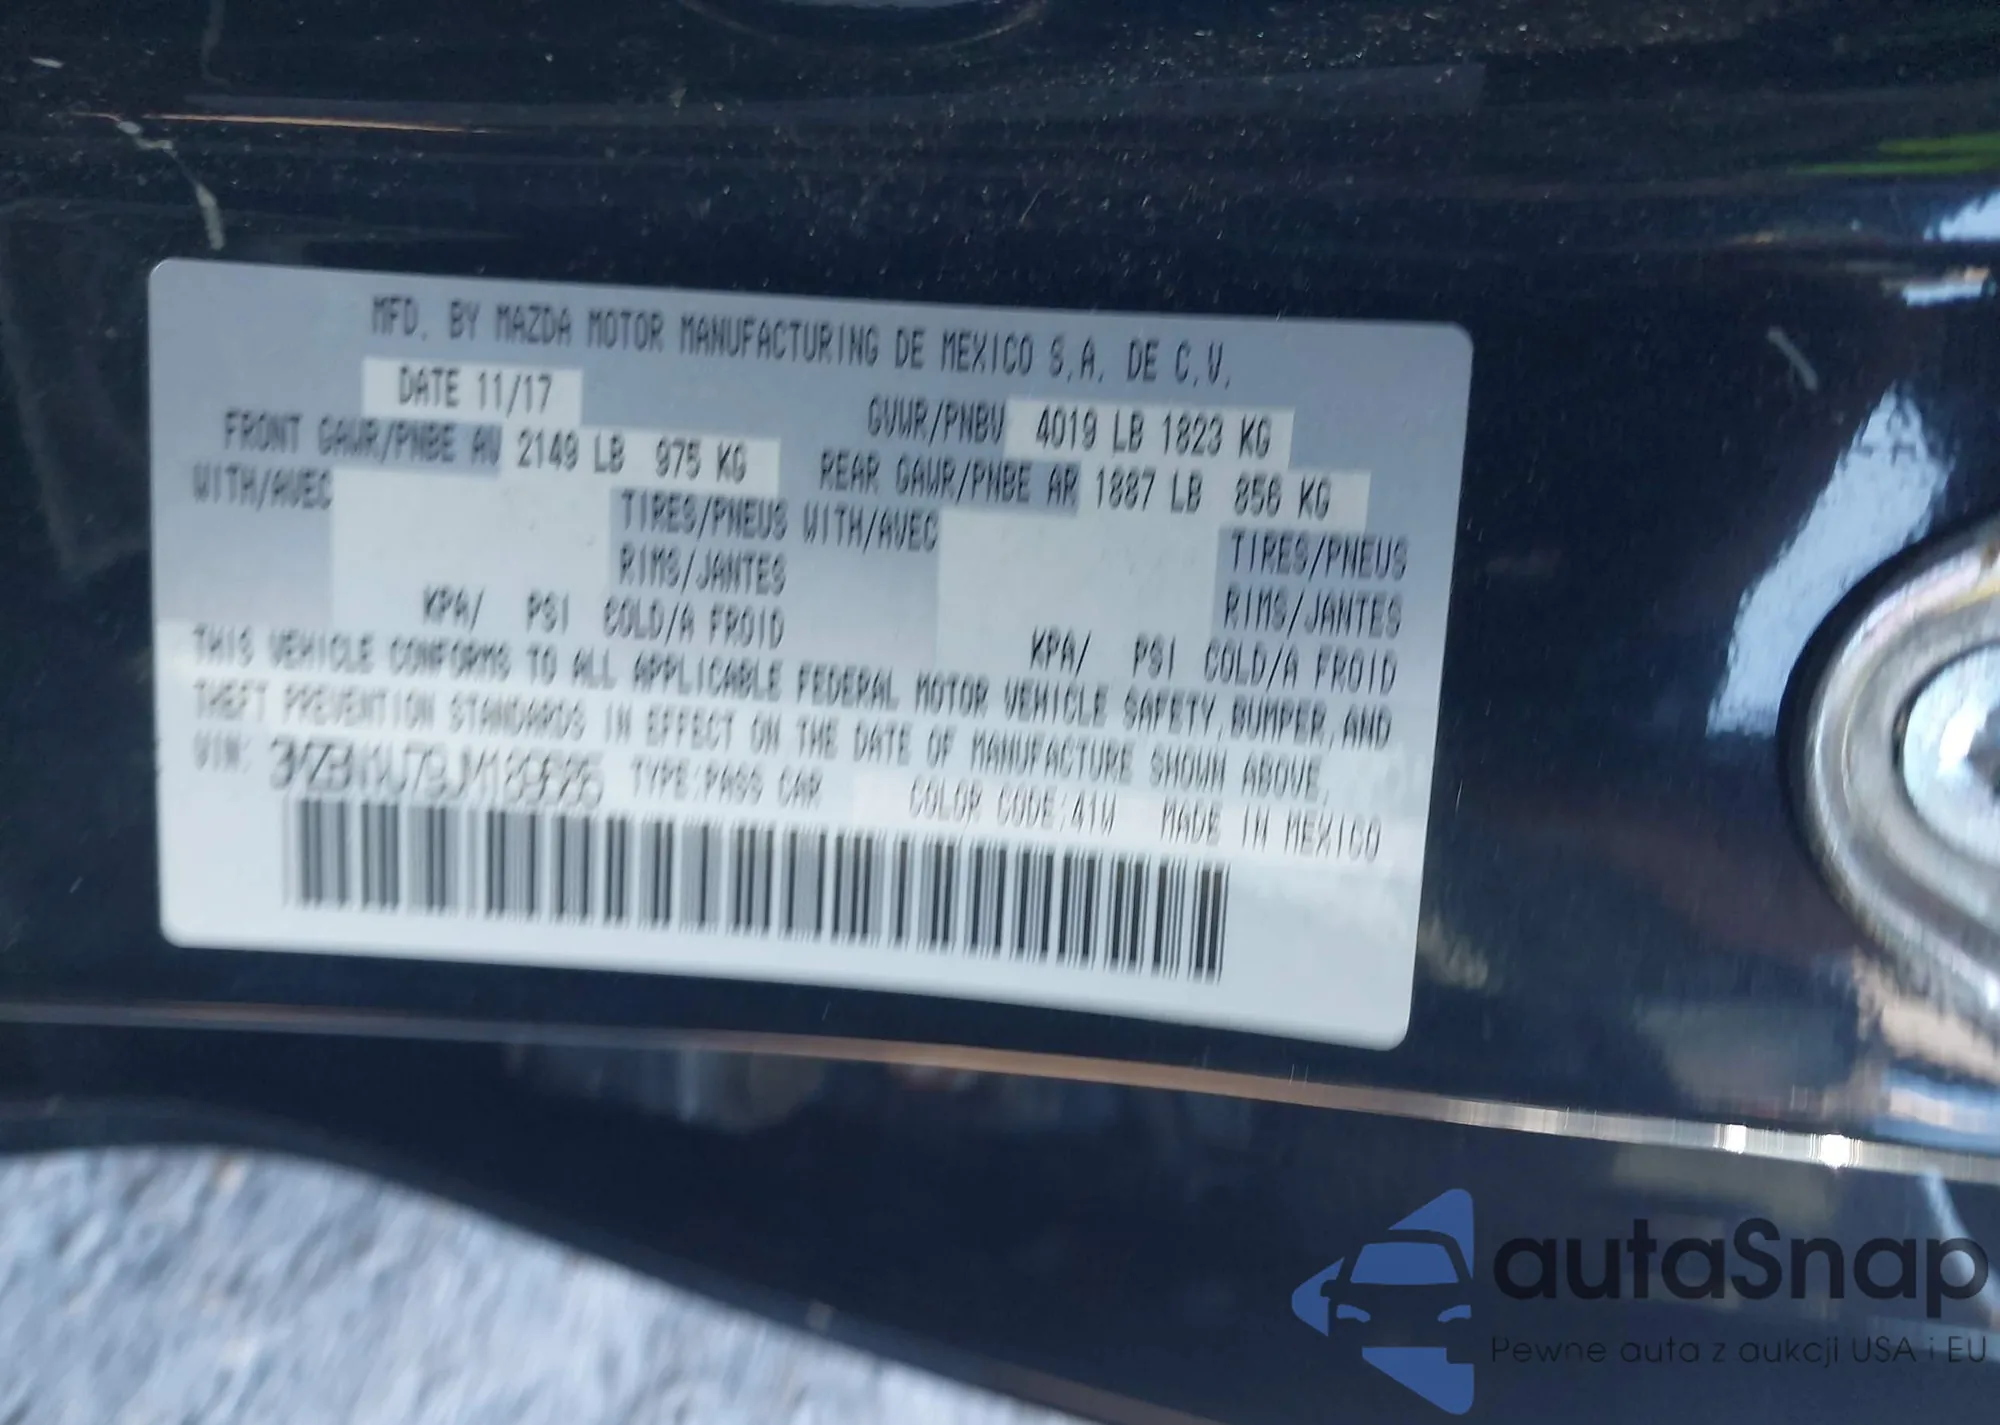 MFD. BY MAZDA MOTOR MANUFACTURING DE MEXICO S.A. DE C.V.
DATE 11/17 GVWR/PNBV 4019 LB 1823 KG
FRONT GAWR/PNBE AV 2149 LB 975 KG REAR GAWR/PNBE AR 1887 LB 856 KG
WITH/AVEC TIRES/PNEUS WITH/AVEC TIRES/PNEUS
RIMS/JANTES RIMS/JANTES
KPA/ PSI COLD/A FROID KPA/ PSI COLD/A FROID
THIS VEHICLE CONFORMS TO ALL APPLICABLE FEDERAL MOTOR VEHICLE SAFETY, BUMPER, AND
THEFT PREVENTION STANDARDS IN EFFECT ON THE DATE OF MANUFACTURE SHOWN ABOVE.
VIN: TYPE:PASS CAR COLOR CODE:41W MADE IN MEXICO
autaSnap
Pewne auta z aukcji USA i EU